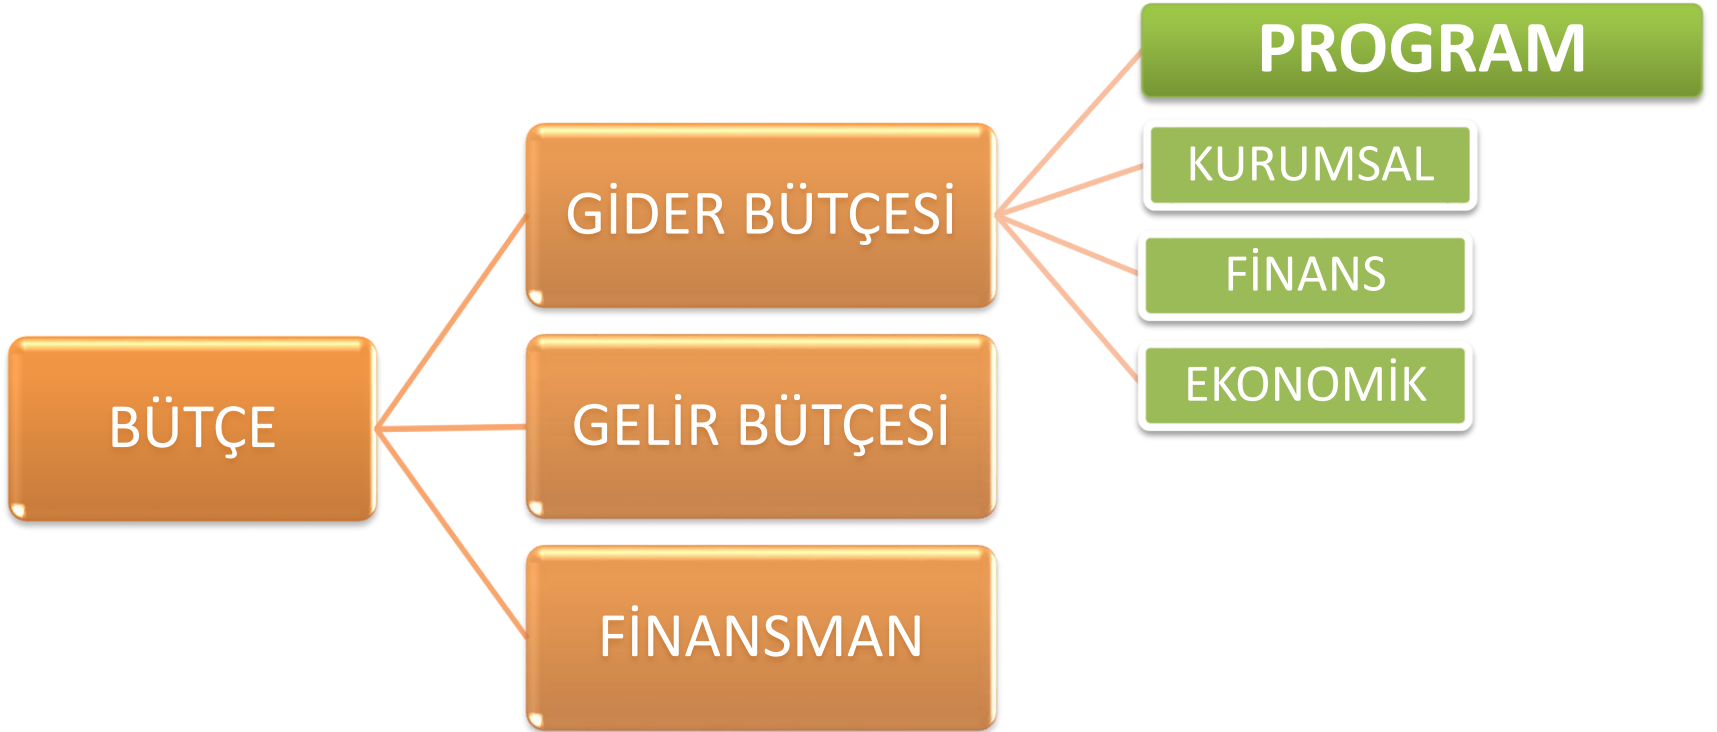 BÜTÇE
GİDER BÜTÇESİ
GELİR BÜTÇESİ
FİNANSMAN
PROGRAM
KURUMSAL
FİNANS
EKONOMİK